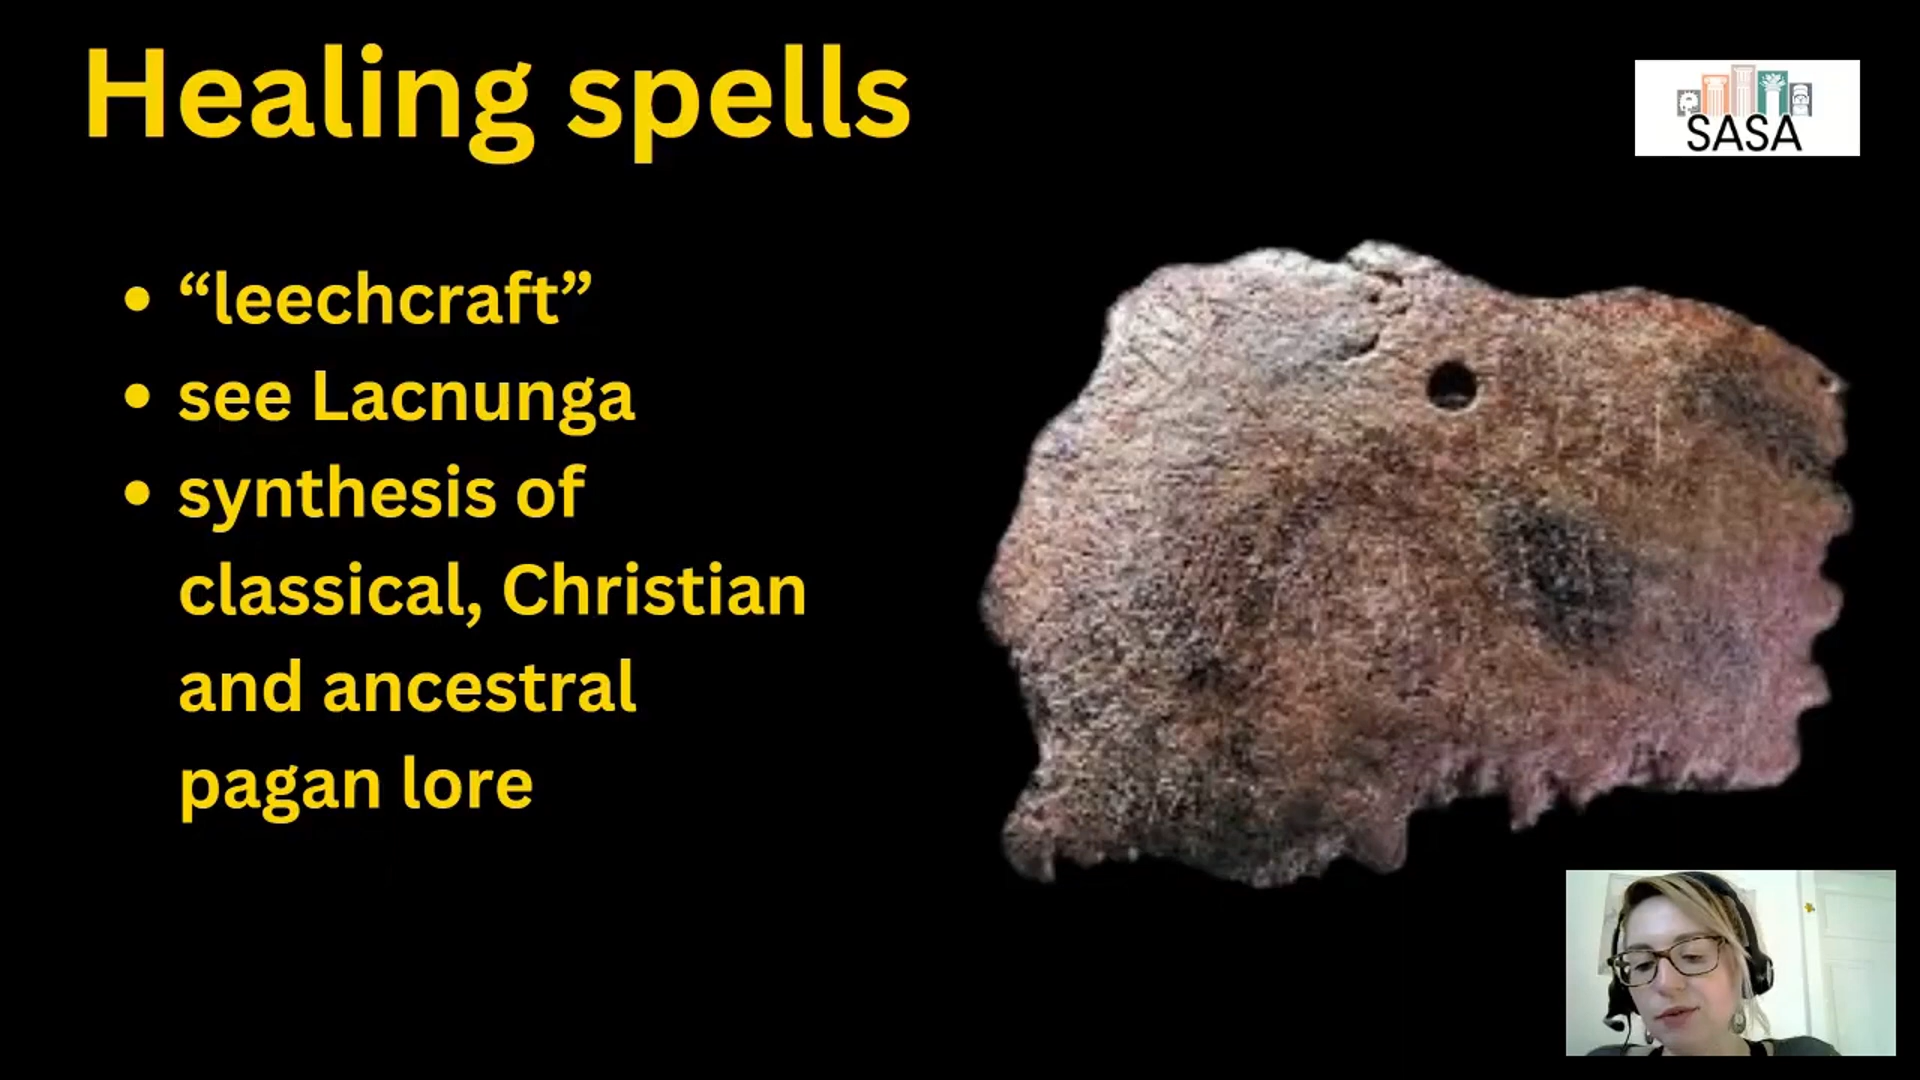 Healing spells
SASA
• “leechcraft”
• see Lacnunga
• synthesis of
classical, Christian
and ancestral
pagan lore